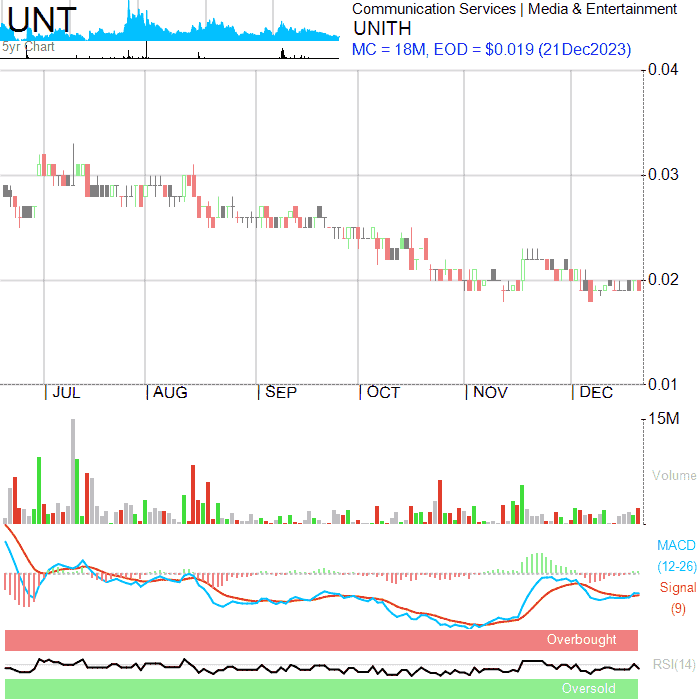 UNT
5yr Chart
Communication Services | Media & Entertainment
UNITH
MC = 18M, EOD = $0.019 (21Dec2023)
0.04
0.03
0.02
0.01
JUL AUG SEP OCT NOV DEC
15M
Volume
MACD
(12-26)
Signal
(9)
Overbought
RSI(14)
Oversold